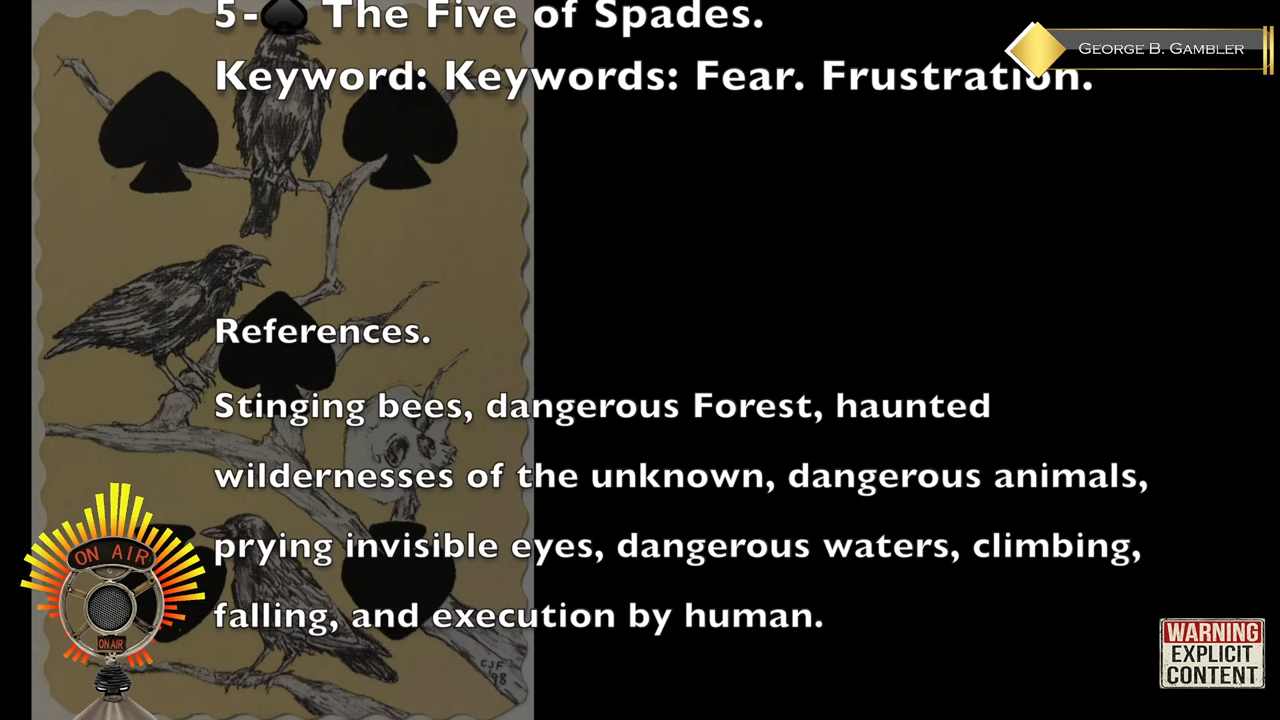 5-♠ The Five of Spades.
GEORGE B. GAMBLER
Keyword: Keywords: Fear. Frustration.
References.
Stinging bees, dangerous Forest, haunted
wildernesses of the unknown, dangerous animals,
prying invisible eyes, dangerous waters, climbing,
falling, and execution by human.
ON AIR
ON AIR
WARNING
EXPLICIT
CONTENT
CJF
98